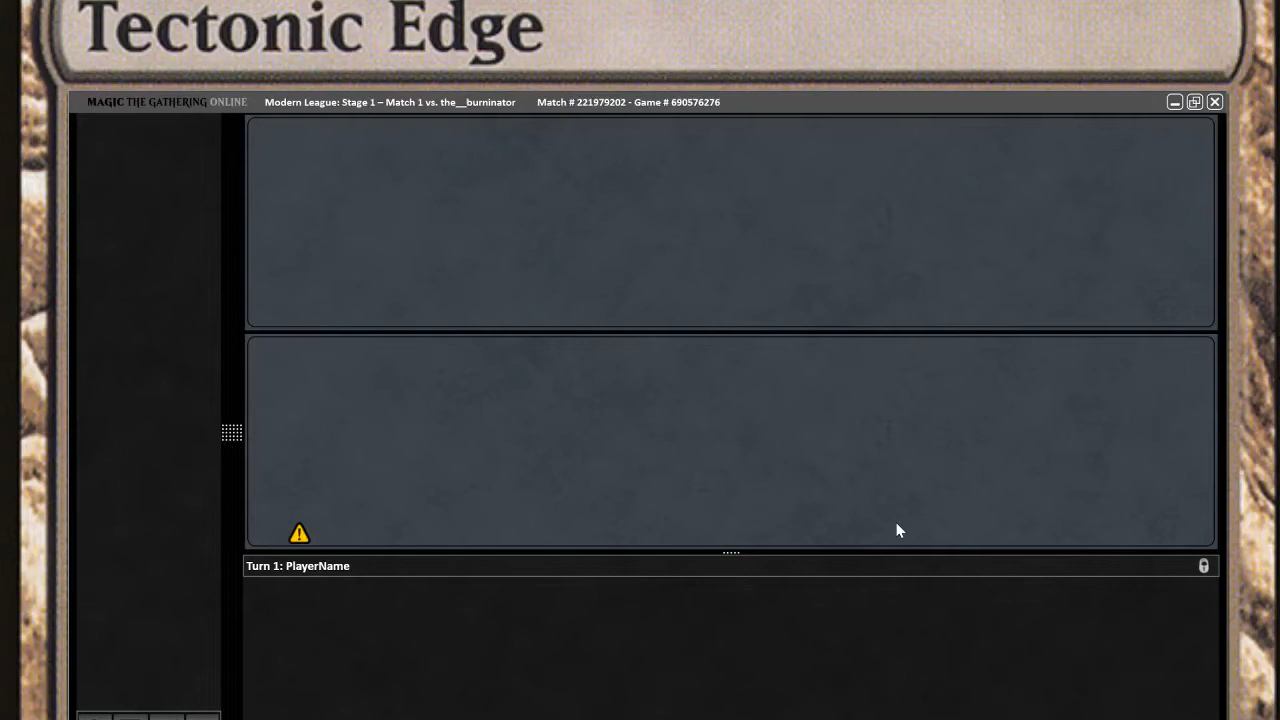 Tectonic Edge
MAGIC THE GATHERING ONLINE Modern League: Stage 1 – Match 1 vs. the__burninator Match # 221979202 - Game # 690576276
Turn 1: PlayerName